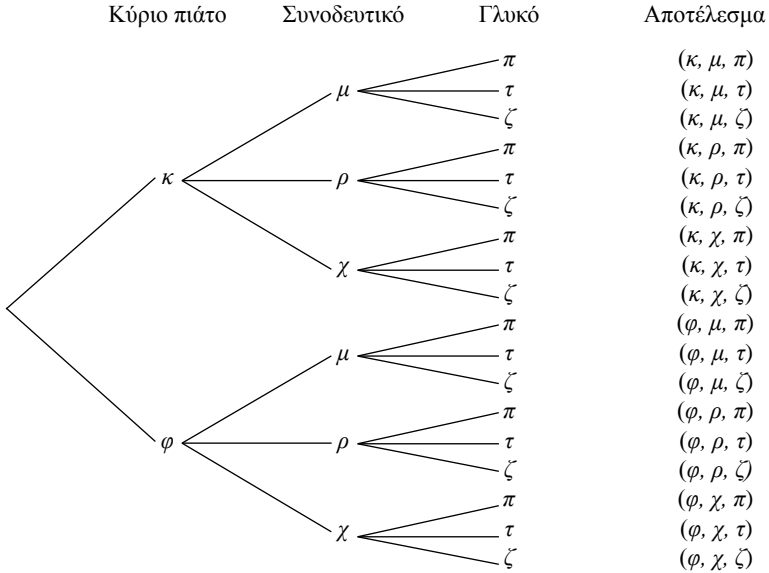 Κύριο πιάτο Συνοδευτικό Γλυκό Αποτέλεσμα
π (κ, μ, π)
μ τ (κ, μ, τ)
ζ (κ, μ, ζ)
π (κ, ρ, π)
κ ρ τ (κ, ρ, τ)
ζ (κ, ρ, ζ)
π (κ, χ, π)
χ τ (κ, χ, τ)
ζ (κ, χ, ζ)
π (φ, μ, π)
μ τ (φ, μ, τ)
ζ (φ, μ, ζ)
π (φ, ρ, π)
φ ρ τ (φ, ρ, τ)
ζ (φ, ρ, ζ)
π (φ, χ, π)
χ τ (φ, χ, τ)
ζ (φ, χ, ζ)